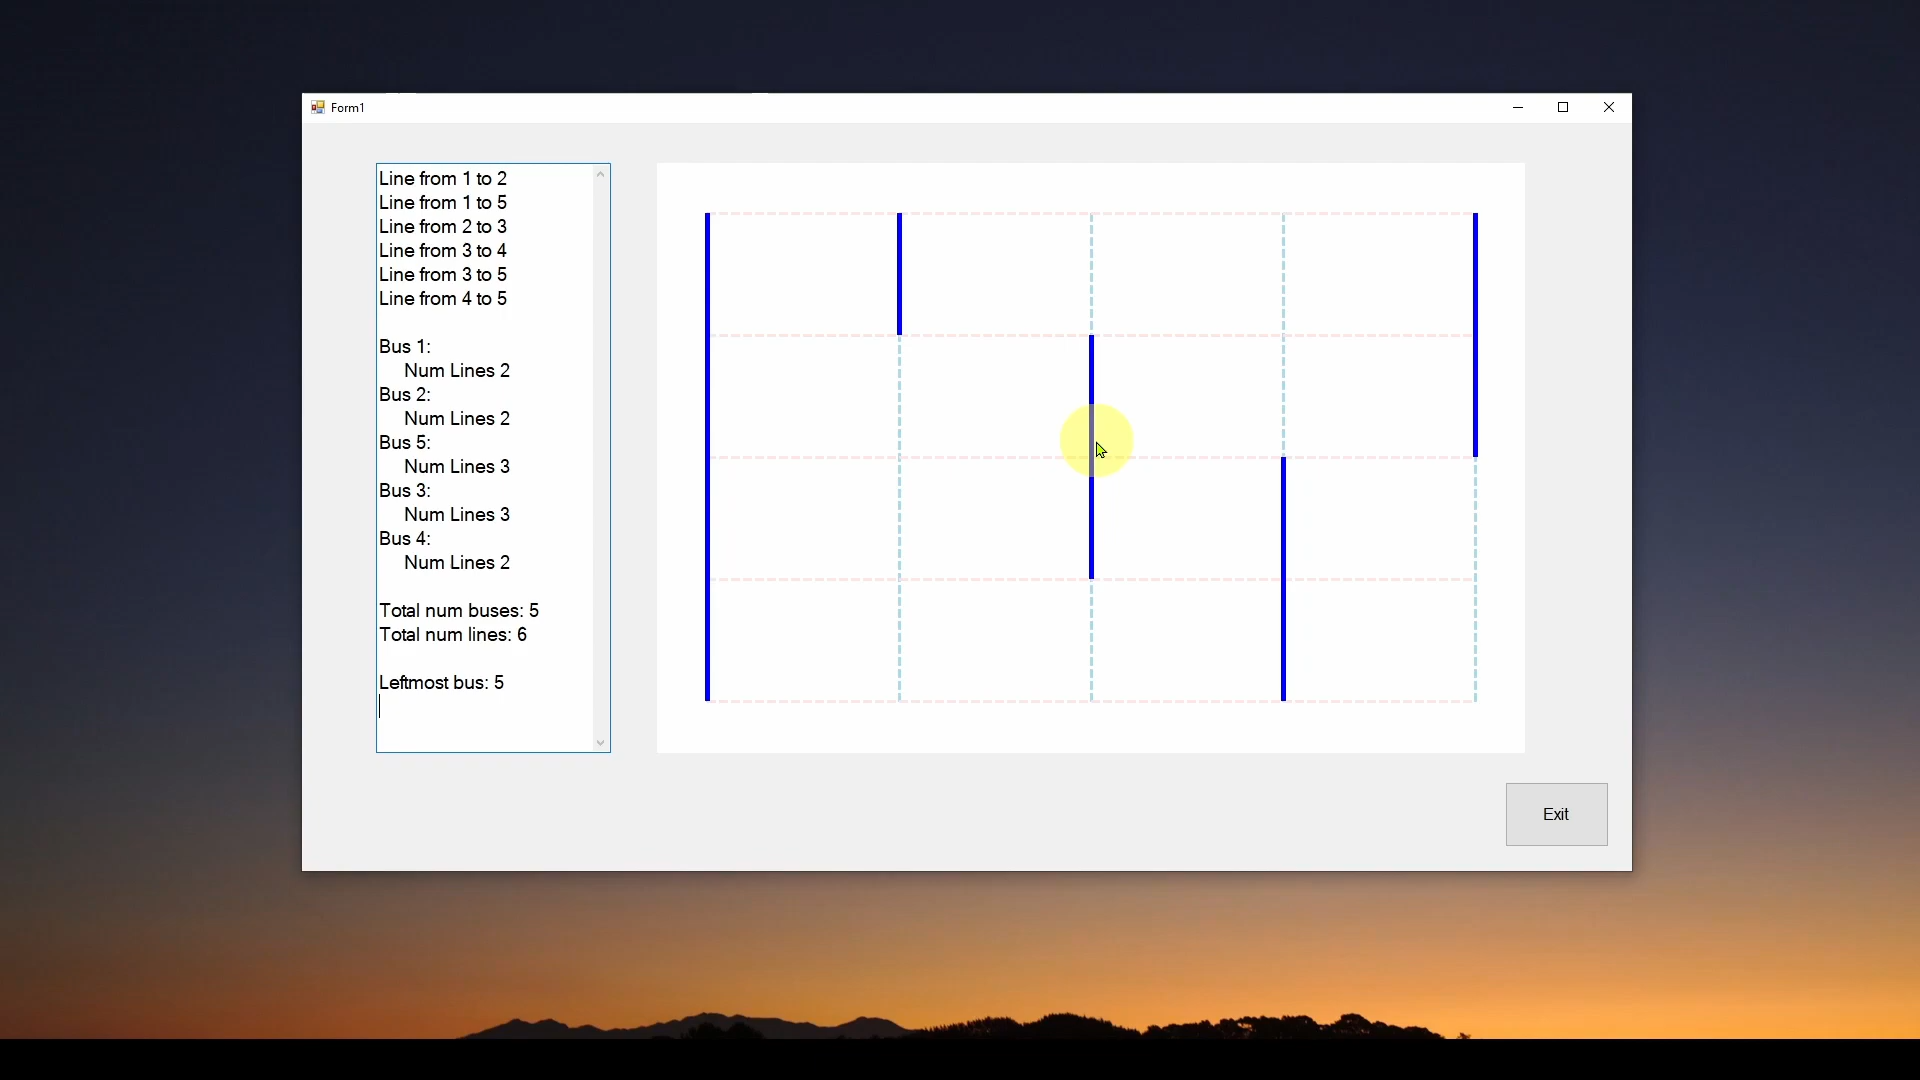 Form1
Line from 1 to 2
Line from 1 to 5
Line from 2 to 3
Line from 3 to 4
Line from 3 to 5
Line from 4 to 5
Bus 1:
Num Lines 2
Bus 2:
Num Lines 2
Bus 5:
Num Lines 3
Bus 3:
Num Lines 3
Bus 4:
Num Lines 2
Total num buses: 5
Total num lines: 6
Leftmost bus: 5
Exit